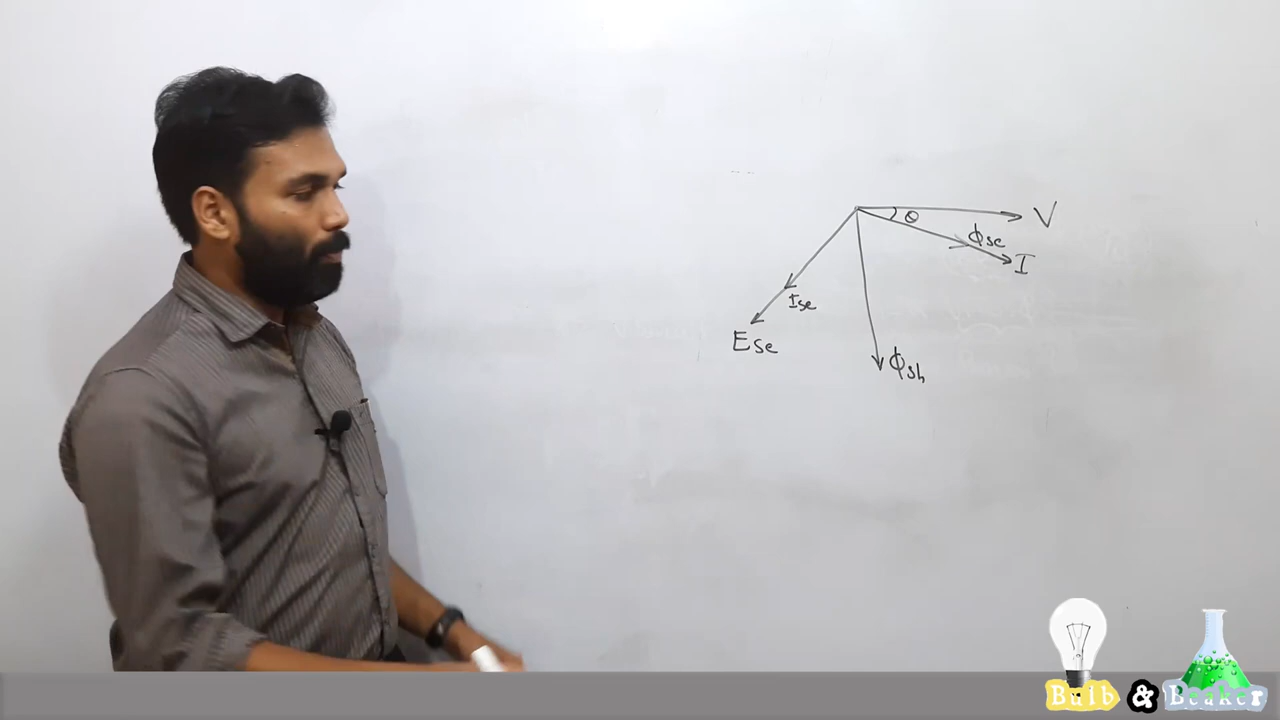 V
θ
ϕse
I
Ise
Ese
ϕsh
Bulb & Beaker